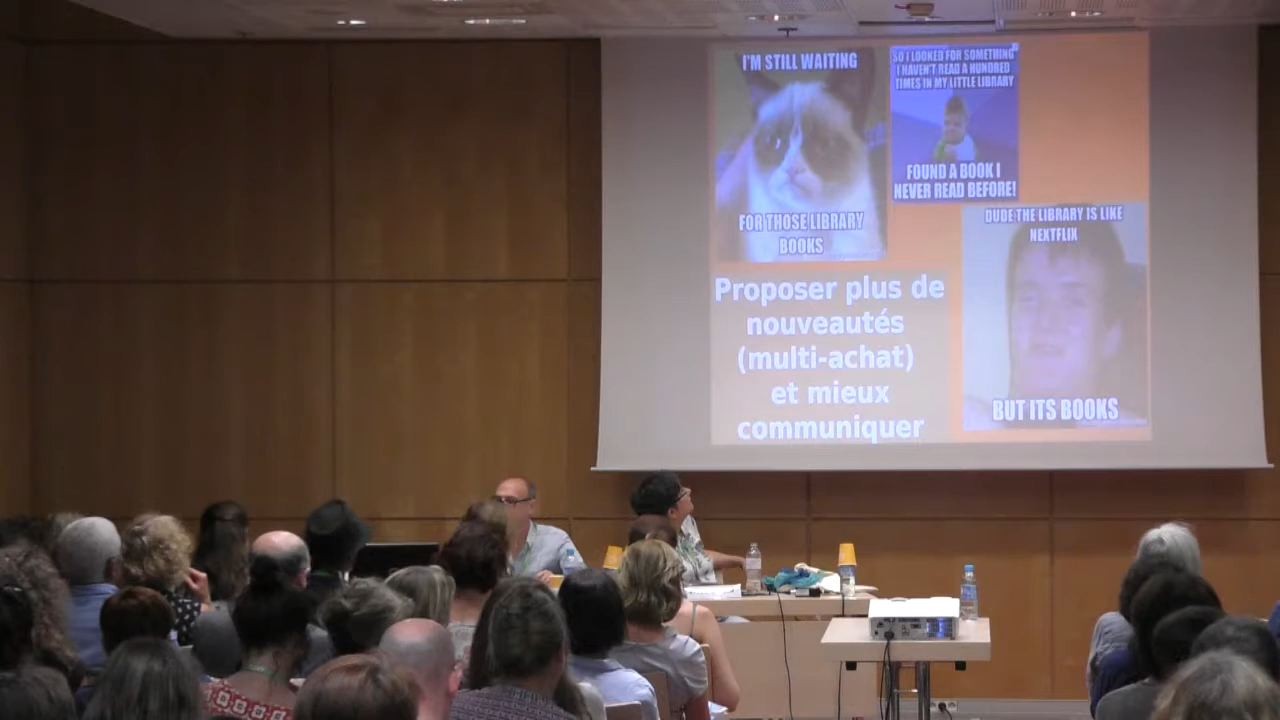 I'M STILL WAITING
FOR THOSE LIBRARY
BOOKS
SO I LOOKED FOR SOMETHING
I HAVEN'T READ A HUNDRED
TIMES IN MY LITTLE LIBRARY
FOUND A BOOK I
NEVER READ BEFORE!
DUDE THE LIBRARY IS LIKE
NEXTFLIX
BUT ITS BOOKS
Proposer plus de
nouveautés
(multi-achat)
et mieux
communiquer